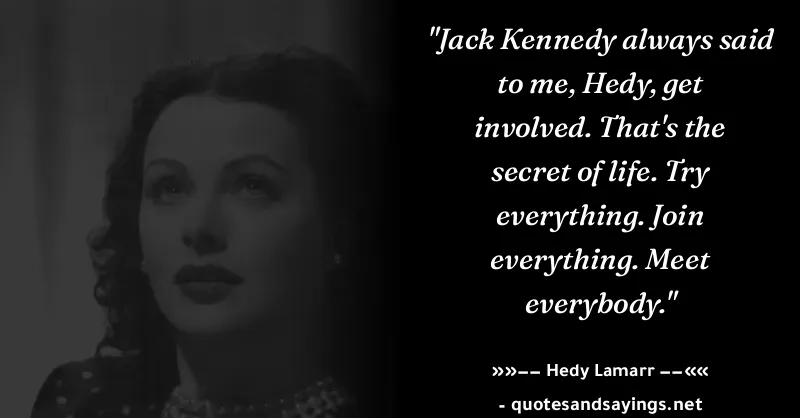 "Jack Kennedy always said
to me, Hedy, get
involved. That's the
secret of life. Try
everything. Join
everything. Meet
everybody."
»»−− Hedy Lamarr −−««
- quotesandsayings.net